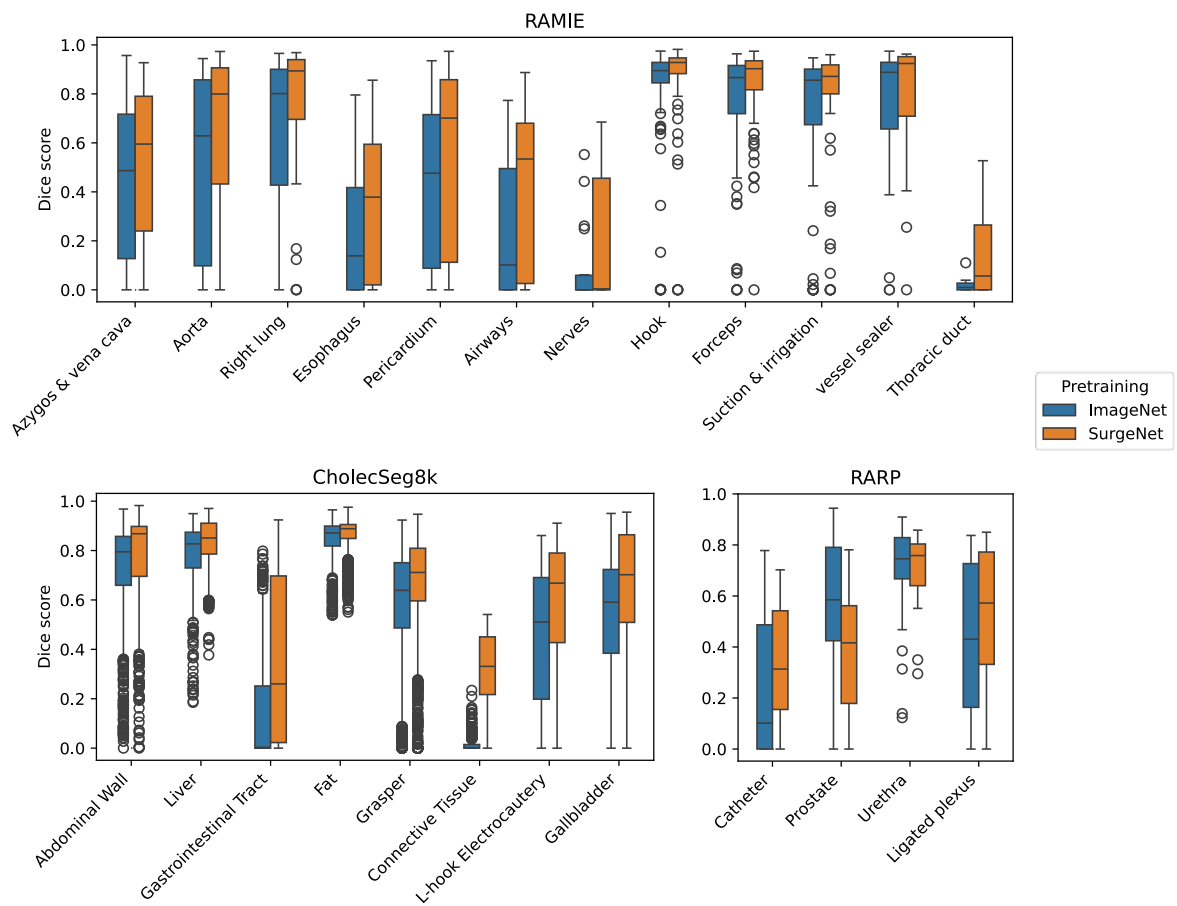 RAMIE
Dice score
1.0
0.8
0.6
0.4
0.2
0.0
Azygos & vena cava
Aorta
Right lung
Esophagus
Pericardium
Airways
Nerves
Hook
Forceps
Suction & irrigation
vessel sealer
Thoracic duct
Pretraining
ImageNet
SurgeNet
CholecSeg8k
Dice score
1.0
0.8
0.6
0.4
0.2
0.0
Abdominal Wall
Liver
Gastrointestinal Tract
Fat
Grasper
Connective Tissue
L-hook Electrocautery
Gallbladder
RARP
1.0
0.8
0.6
0.4
0.2
0.0
Catheter
Prostate
Urethra
Ligated plexus